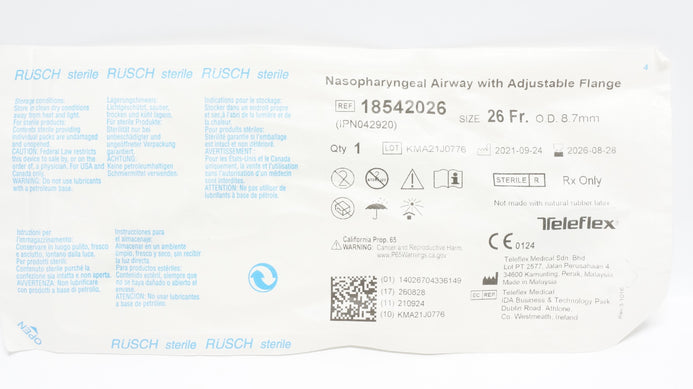 RUSCH sterile RUSCH sterile RUSCH sterile
4
Storage conditions:
Store in clean dry conditions
away from heat and light.
For sterile products:
Contents sterile providing
individual packs are undamaged
and unopened.
CAUTION: Federal Law restricts
this device to sale by, or on the
order of, a physician. For USA and
Canada only.
WARNING: Do not use lubricants
with a petroleum base.
Lagerungshinweis:
Lichtgeschützt, sauber,
trocken und kühl lagern.
Für sterile Produkte:
Sterilität nur bei
unbeschädigter und
ungeöffneter Verpackung
gewährleistet.
ACHTUNG:
Keine petroleumhaltigen
Schmiermittel verwenden.
Indications pour le stockage:
Stocker dans un endroit propre
et sec,à l'abri de la lumière et de
la chaleur.
Pour produits stériles:
Stérilité garantie si l'emballage
est intact et non détérioré.
AVERTISSEMENT:
Pour les États-Unis et le Canada
uniquement, la vente et l'utilisation
sans l'autorisation d'un médecin
sont interdites.
ATTENTION: Ne pas utiliser de
lubrifiants à base de pétrole.
Istruzioni per
l'immagazzinamento:
Conservare in luogo pulito, fresco
e asciutto, lontano dalla luce.
Per prodotti sterili:
Contenuto sterile purché la
confezione sia intatta e non aperta.
AVVERTENZA: Non usare lubrificanti
con prodotti a base di petrolio.
Instrucciones para
el almacenaje:
Almacenar en un ambiente
limpio, fresco y seco, sin recibir
la luz directa.
Para productos estériles:
Contenido estéril, siempre que
no se haya dañado o abierto el
envase.
ATENCIÓN: No usar lubricantes
a base de petróleo.
OPEN
RUSCH sterile RUSCH sterile
Nasopharyngeal Airway with Adjustable Flange
REF 18542026 SIZE 26 Fr. O.D. 8.7mm
(IPN042920)
Qty 1 LOT KMA21J0776 2021-09-24 2026-08-28
STERILE R Rx Only
Not made with natural rubber latex
Teleflex®
California Prop. 65
WARNING: Cancer and Reproductive Harm
www.P65Warnings.ca.gov
CE 0124
Teleflex Medical Sdn. Bhd
Lot PT 2577, Jalan Perusahaan 4
34600 Kamunting, Perak, Malaysia
Made in Malaysia
(01) 14026704336149
(17) 260828
(11) 210924
(10) KMA21J0776
EC REP Teleflex Medical
IDA Business & Technology Park
Dublin Road, Athlone,
Co. Westmeath, Ireland